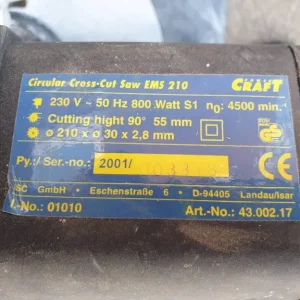 Circular Cross-Cut Saw EMS 210
CRAFT
230 V ~ 50 Hz 800 Watt S1 n0: 4500 min.-1
Cutting hight 90° 55 mm
ø 210 x ø 30 x 2,8 mm
Py./ Ser.-no.: 2001/
SC GmbH • Eschenstraße 6 • D-94405 Landau/Isar
I.-No.: 01010 Art.-No.: 43.002.17